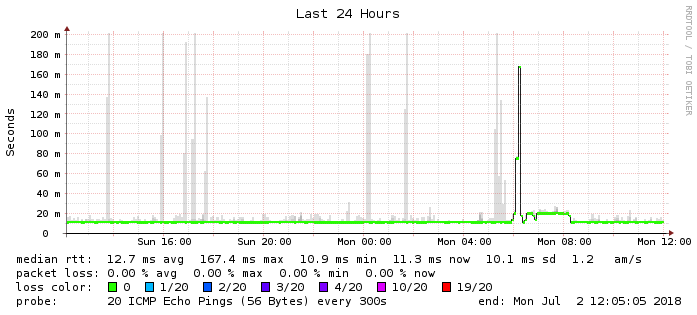 Last 24 Hours
RRDTOOL / TOBI OETIKER
Seconds
200 m
180 m
160 m
140 m
120 m
100 m
80 m
60 m
40 m
20 m
0
Sun 16:00 Sun 20:00 Mon 00:00 Mon 04:00 Mon 08:00 Mon 12:00
median rtt: 12.7 ms avg 167.4 ms max 10.9 ms min 11.3 ms now 10.1 ms sd 1.2 am/s
packet loss: 0.00 % avg 0.00 % max 0.00 % min 0.00 % now
loss color: 0 1/20 2/20 3/20 4/20 10/20 19/20
probe: 20 ICMP Echo Pings (56 Bytes) every 300s end: Mon Jul 2 12:05:05 2018